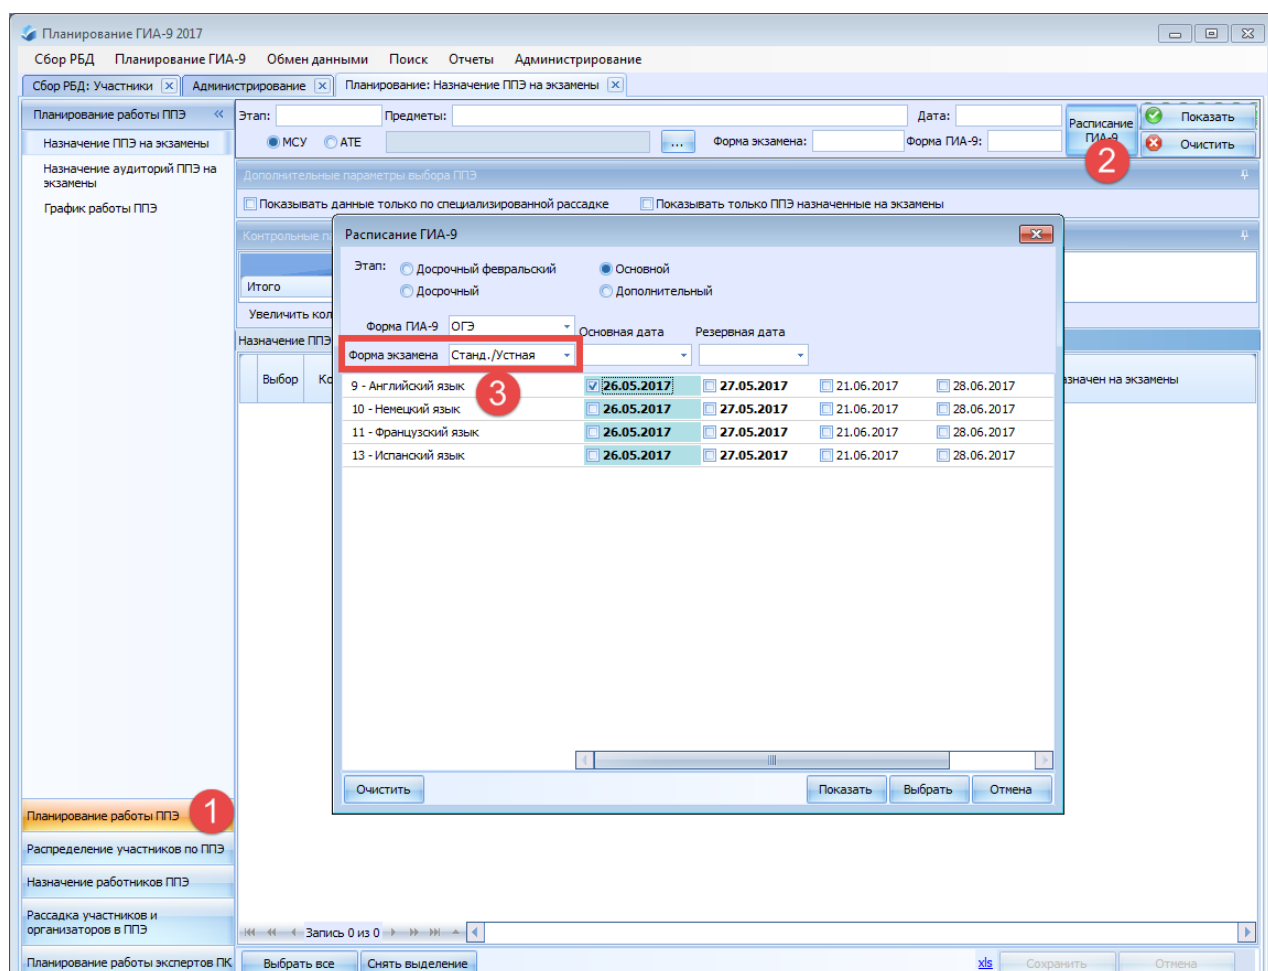 Планирование ГИА-9 2017
Сбор РБД Планирование ГИА-9 Обмен данными Поиск Отчеты Администрирование
Сбор РБД: Участники Администрирование Планирование: Назначение ППЭ на экзамены
Планирование работы ППЭ «
Назначение ППЭ на экзамены
Назначение аудиторий ППЭ на
экзамены
График работы ППЭ
Этап: Предметы: Дата:
МСУ АТЕ ... Форма экзамена: Форма ГИА-9:
Расписание
ГИА-9
2
Показать
Очистить
Дополнительные параметры выбора ППЭ
Показывать данные только по специализированной рассадке Показывать только ППЭ назначенные на экзамены
Контрольные
Итого
Увеличить кол
Назначение ППЭ
Выбор Ко
азначен на экзамены
Расписание ГИА-9
Этап: Досрочный февральский Основной
Досрочный Дополнительный
Форма ГИА-9 ОГЭ Основная дата Резервная дата
Форма экзамена Станд./Устная
3
9 - Английский язык 26.05.2017 27.05.2017 21.06.2017 28.06.2017
10 - Немецкий язык 26.05.2017 27.05.2017 21.06.2017 28.06.2017
11 - Французский язык 26.05.2017 27.05.2017 21.06.2017 28.06.2017
13 - Испанский язык 26.05.2017 27.05.2017 21.06.2017 28.06.2017
Очистить Показать Выбрать Отмена
Планирование работы ППЭ 1
Распределение участников по ППЭ
Назначение работников ППЭ
Рассадка участников и
организаторов в ППЭ
Планирование работы экспертов ПК
Запись 0 из 0
Выбрать все Снять выделение xls Сохранить Отмена